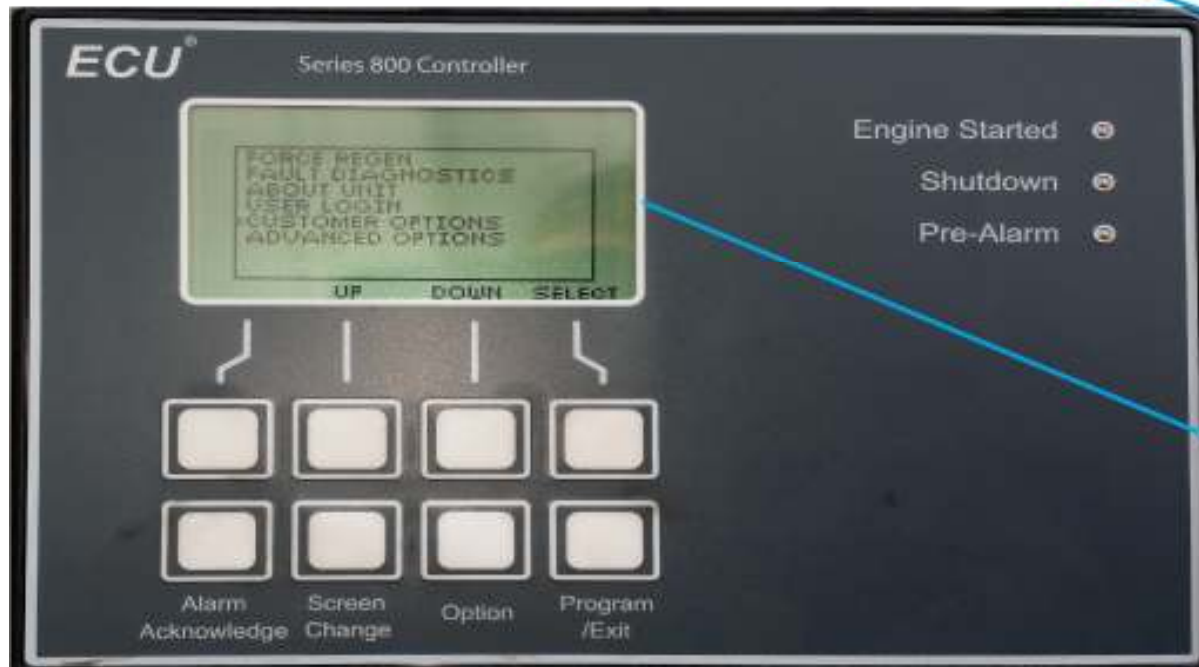 ECU®
Series 800 Controller
FORCE REGEN
FAULT DIAGNOSTICS
ABOUT UNIT
USER LOGIN
CUSTOMER OPTIONS
ADVANCED OPTIONS
UP DOWN SELECT
Engine Started
Shutdown
Pre-Alarm
Alarm Acknowledge
Screen Change
Option
Program /Exit